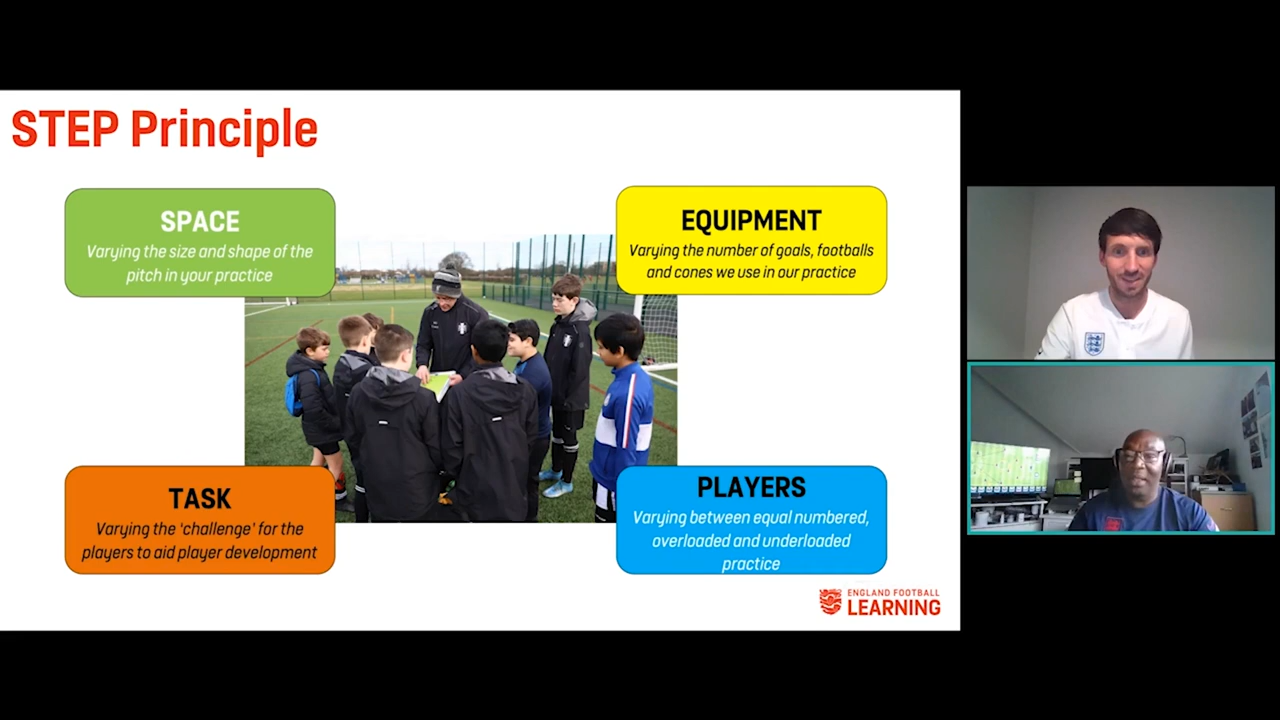 STEP Principle
SPACE
Varying the size and shape of the
pitch in your practice
EQUIPMENT
Varying the number of goals, footballs
and cones we use in our practice
TASK
Varying the 'challenge' for the
players to aid player development
PLAYERS
Varying between equal numbered,
overloaded and underloaded
practice
ENGLAND FOOTBALL
LEARNING